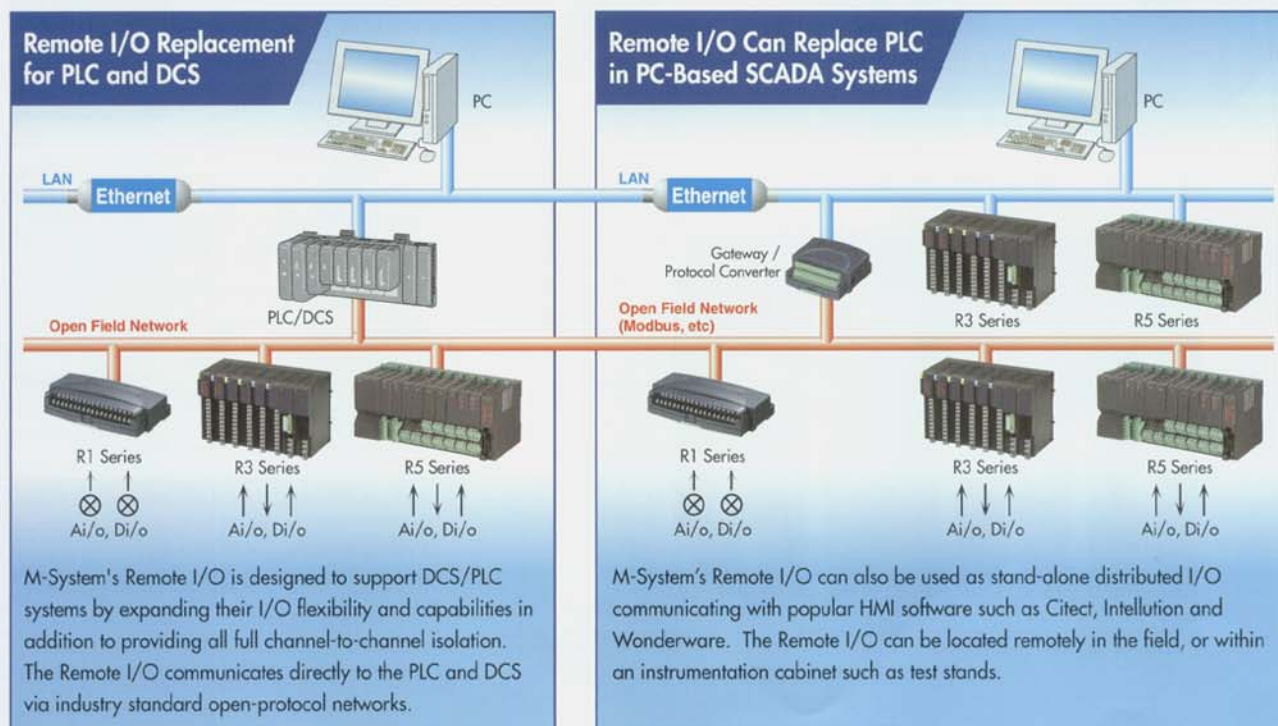 Remote I/O Replacement
for PLC and DCS
PC
LAN
Ethernet
PLC/DCS
Open Field Network
R1 Series
R3 Series
R5 Series
Ai/o, Di/o
Ai/o, Di/o
Ai/o, Di/o
M-System's Remote I/O is designed to support DCS/PLC
systems by expanding their I/O flexibility and capabilities in
addition to providing all full channel-to-channel isolation.
The Remote I/O communicates directly to the PLC and DCS
via industry standard open-protocol networks.
Remote I/O Can Replace PLC
in PC-Based SCADA Systems
PC
LAN
Ethernet
Gateway /
Protocol Converter
R3 Series
R5 Series
Open Field Network
(Modbus, etc)
R1 Series
R3 Series
R5 Series
Ai/o, Di/o
Ai/o, Di/o
Ai/o, Di/o
M-System's Remote I/O can also be used as stand-alone distributed I/O
communicating with popular HMI software such as Citect, Intellution and
Wonderware. The Remote I/O can be located remotely in the field, or within
an instrumentation cabinet such as test stands.